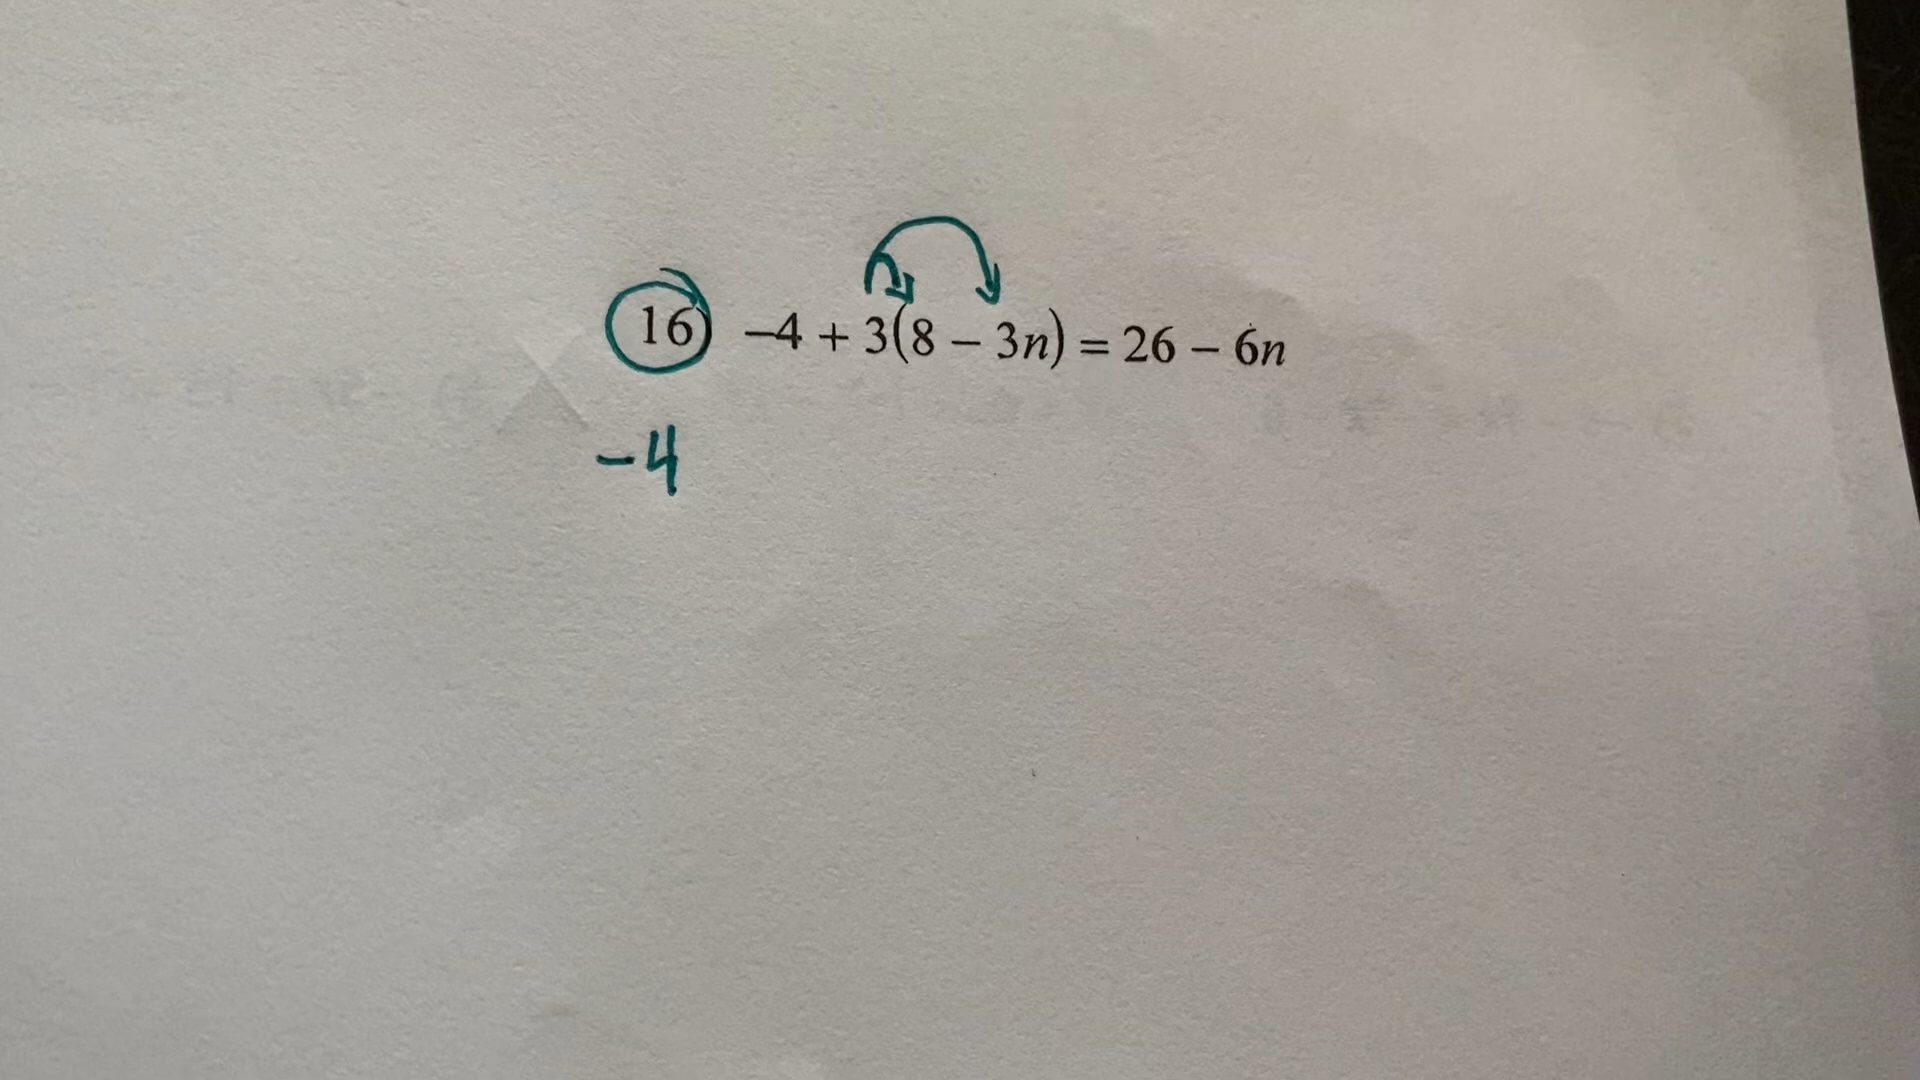 16) –4 + 3(8 – 3n) = 26 – 6n
-4